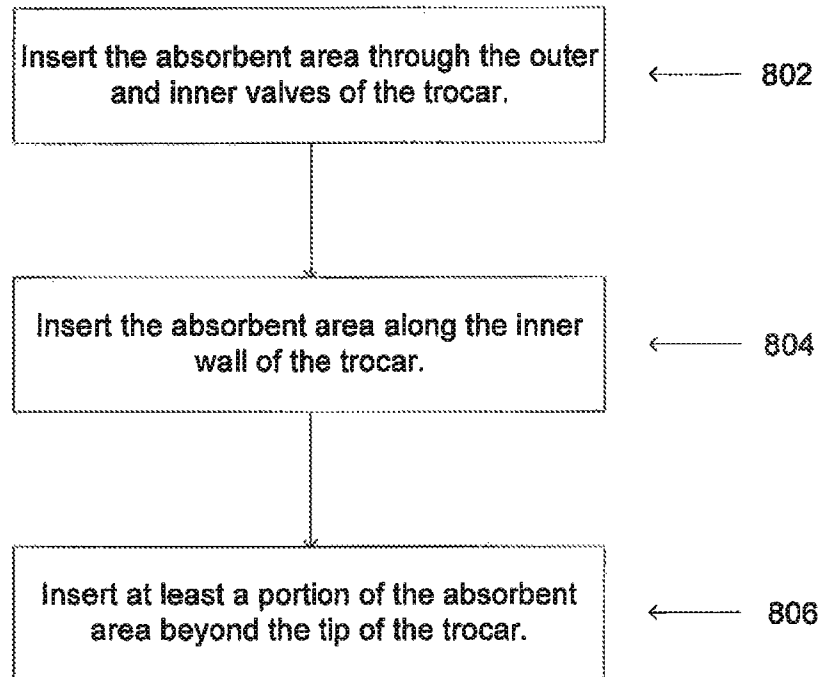 Insert the absorbent area through the outer
and inner valves of the trocar.
802
Insert the absorbent area along the inner
wall of the trocar.
804
Insert at least a portion of the absorbent
area beyond the tip of the trocar.
806